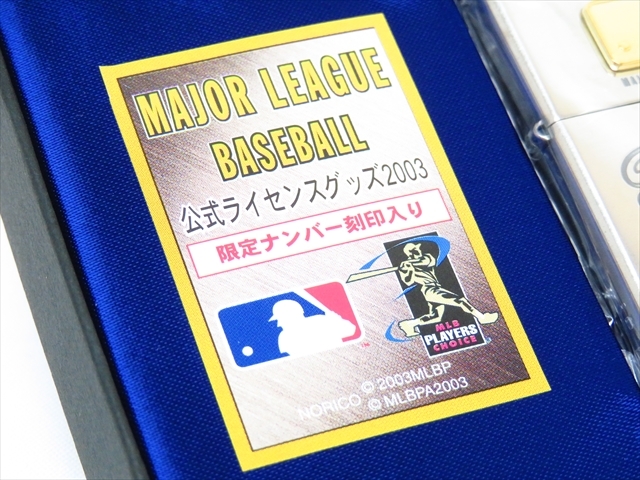 MAJOR LEAGUE
BASEBALL
公式ライセンスグッズ2003
限定ナンバー刻印入り
MLB
PLAYERS
CHOICE
NORICO © 2003MLBP
© MLBPA2003